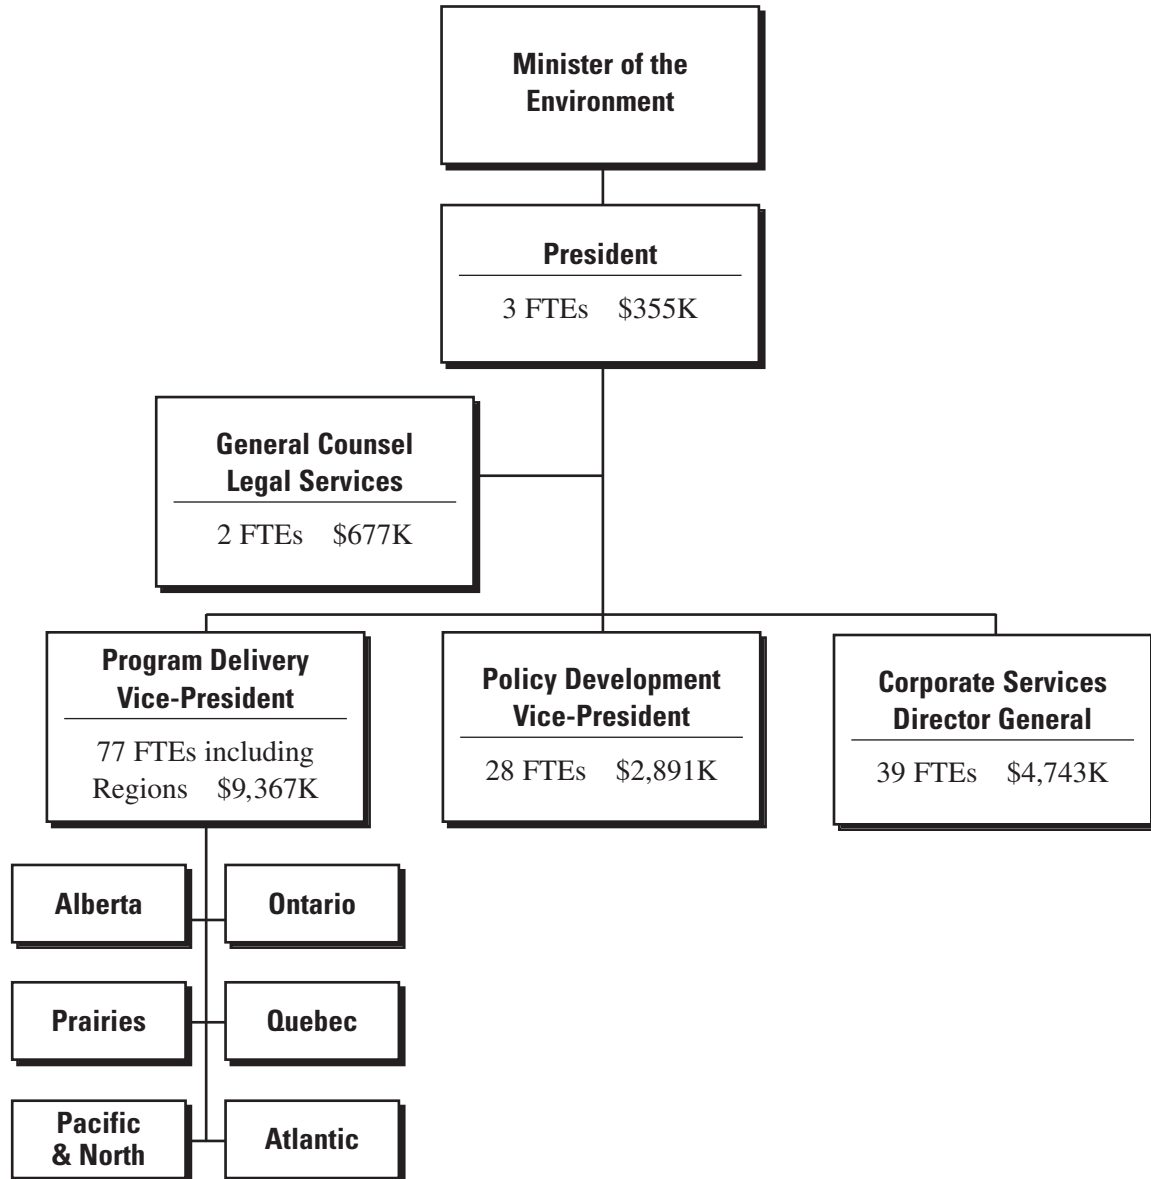 Minister of the
Environment
President
3 FTEs $355K
General Counsel
Legal Services
2 FTEs $677K
Program Delivery
Vice-President
77 FTEs including
Regions $9,367K
Policy Development
Vice-President
28 FTEs $2,891K
Corporate Services
Director General
39 FTEs $4,743K
Alberta
Ontario
Prairies
Quebec
Pacific
& North
Atlantic